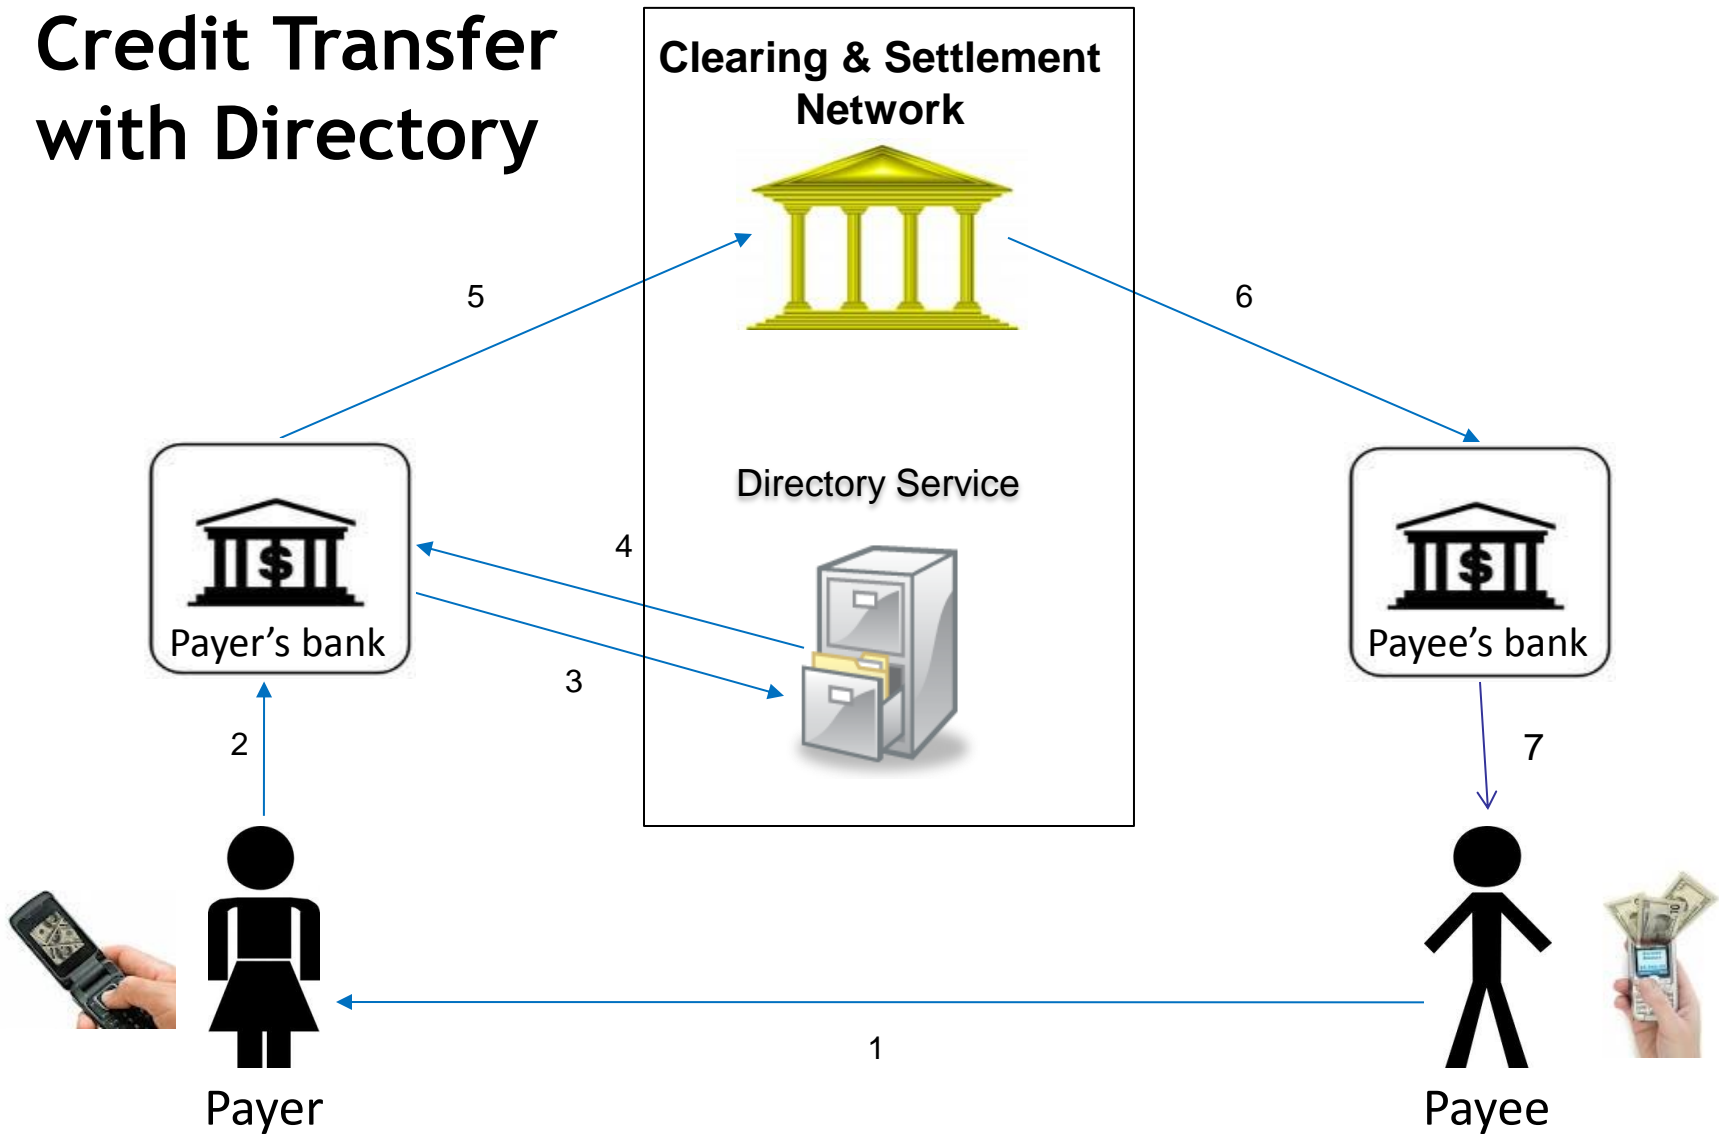 Credit Transfer
with Directory
Clearing & Settlement
Network
5
6
Directory Service
4
$
Payer’s bank
$
Payee’s bank
3
2
7
1
Payer
Payee